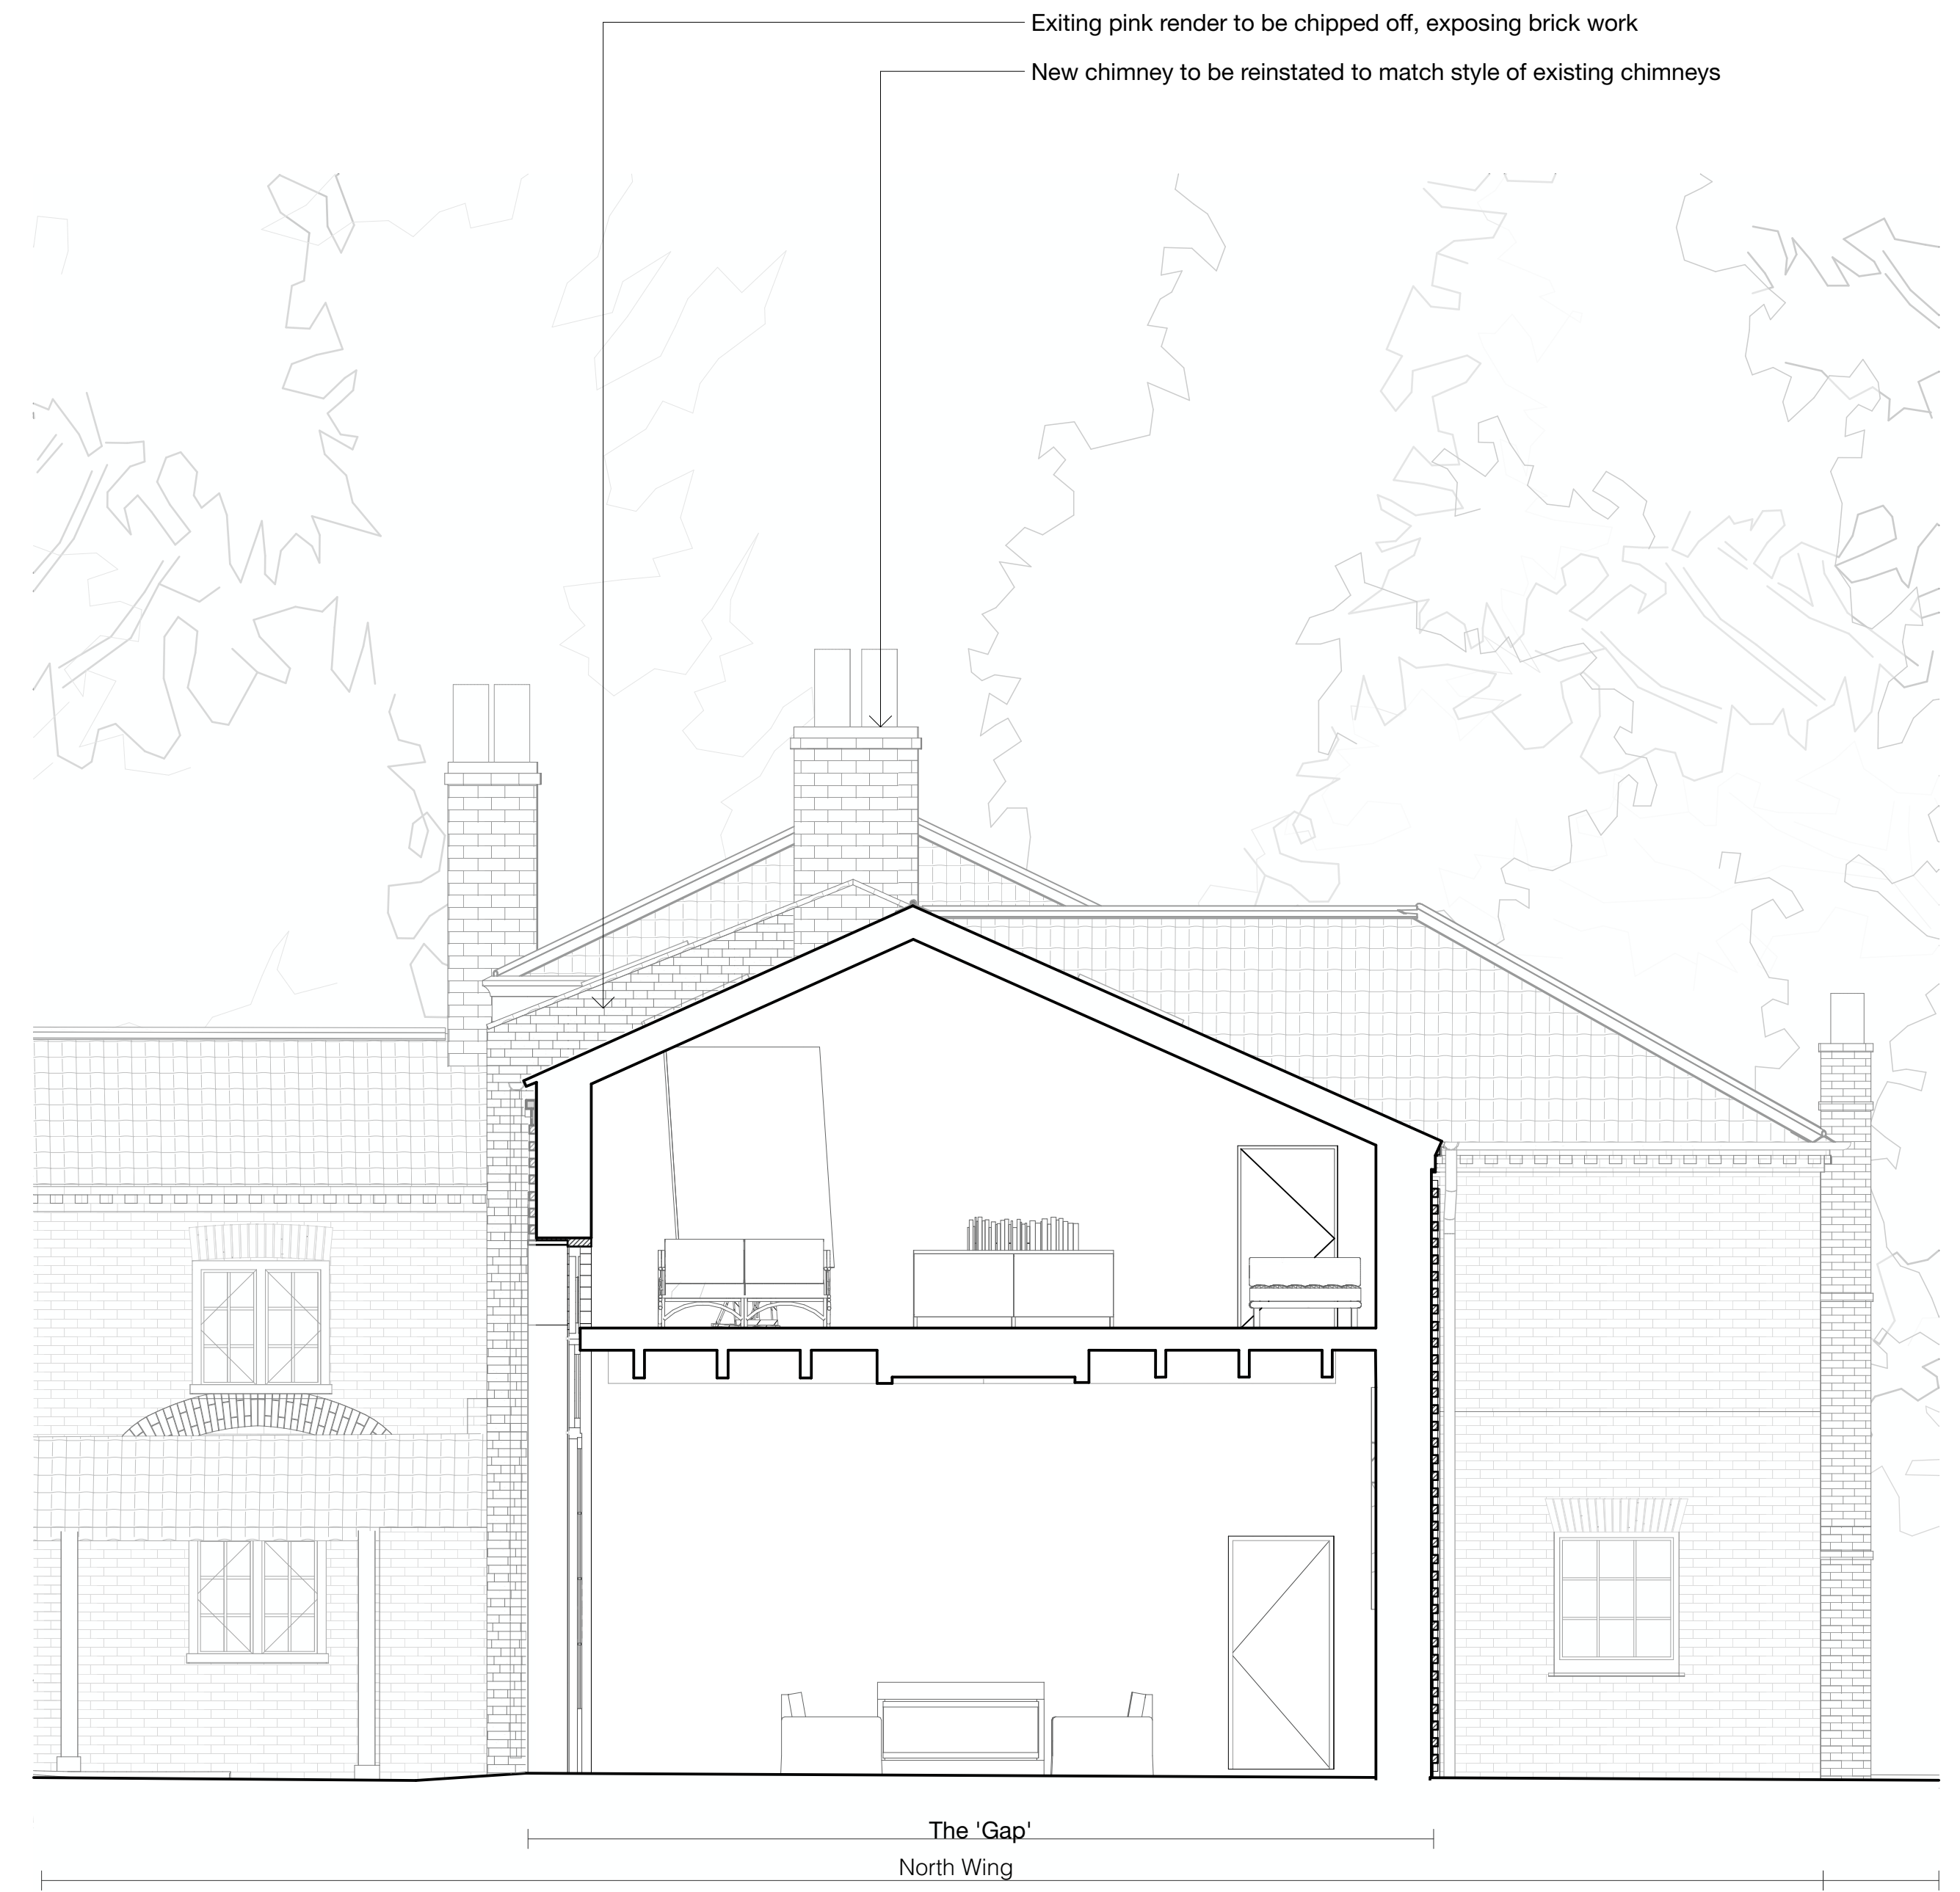 Exiting pink render to be chipped off, exposing brick work
New chimney to be reinstated to match style of existing chimneys
The 'Gap'
North Wing